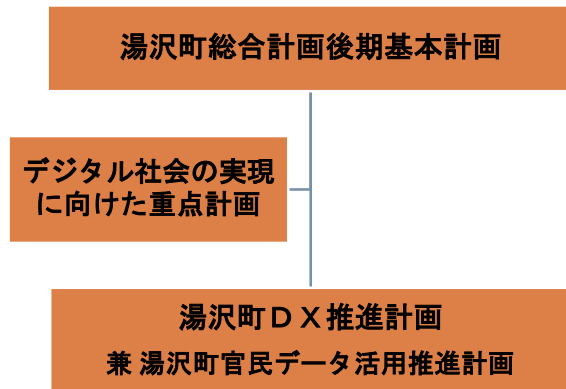 湯沢町総合計画後期基本計画
デジタル社会の実現
に向けた重点計画
湯沢町ＤＸ推進計画
兼 湯沢町官民データ活用推進計画